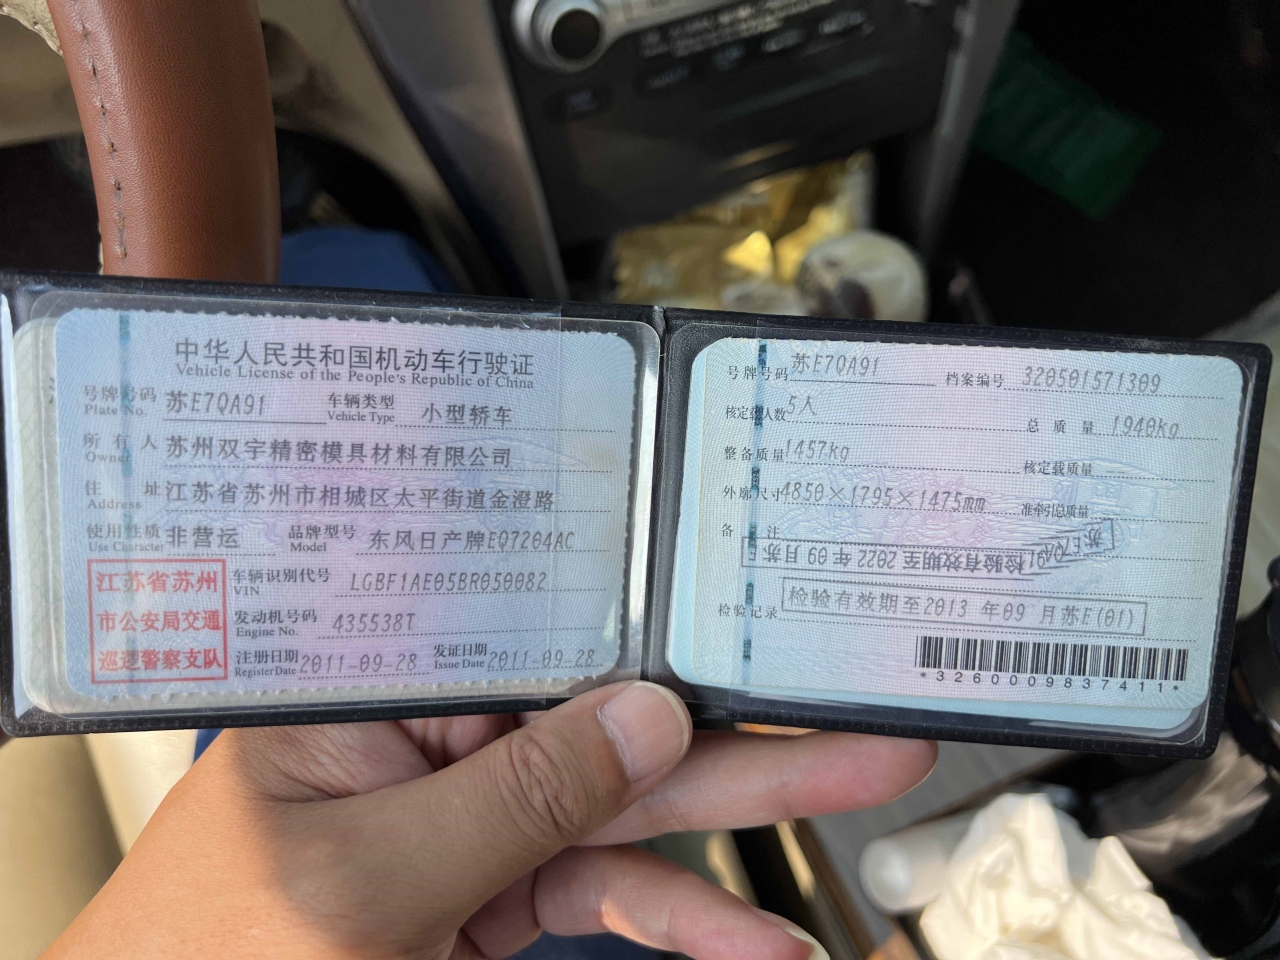 中华人民共和国机动车行驶证
Vehicle License of the People's Republic of China
号牌号码 苏E7QA91 车辆类型 小型轿车
Plate No. Vehicle Type
所有人 苏州双宇精密模具材料有限公司
Owner
住址 江苏省苏州市相城区太平街道金澄路
Address
使用性质 非营运 品牌型号 东风日产牌EQ7204AC
Use Character Model
江苏省苏州
市公安局交通
巡逻警察支队
车辆识别代号 LGBF1AE05BR050082
VIN
发动机号码 435538T
Engine No.
注册日期 2011-09-28 发证日期 2011-09-28
Register Date Issue Date
号牌号码 苏E7QA91 档案编号 320501571309
核定载人数 5人 总质量 1940kg
整备质量 1457kg 核定载质量
外廓尺寸 4850×1795×1475mm 准牵引总质量
备注
检验有效期至2022 年 09 月苏E
苏E7QA91
检验记录 检验有效期至2013 年09 月苏E(01)
*3260009837411*